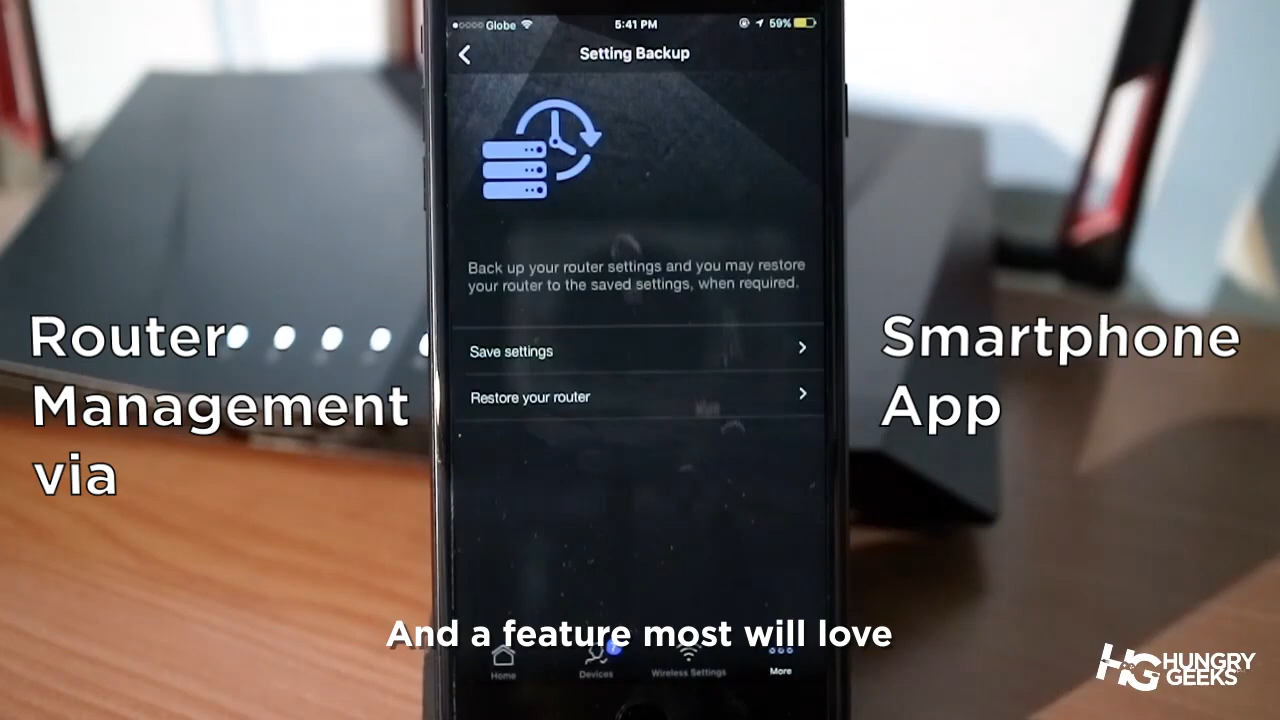 Globe
5:41 PM
59%
Setting Backup
Back up your router settings and you may restore
your router to the saved settings, when required.
Router
Management
via
Smartphone
App
Save settings
Restore your router
And a feature most will love
Home
Devices
Wireless Settings
More
HUNGRY
GEEKS
HG